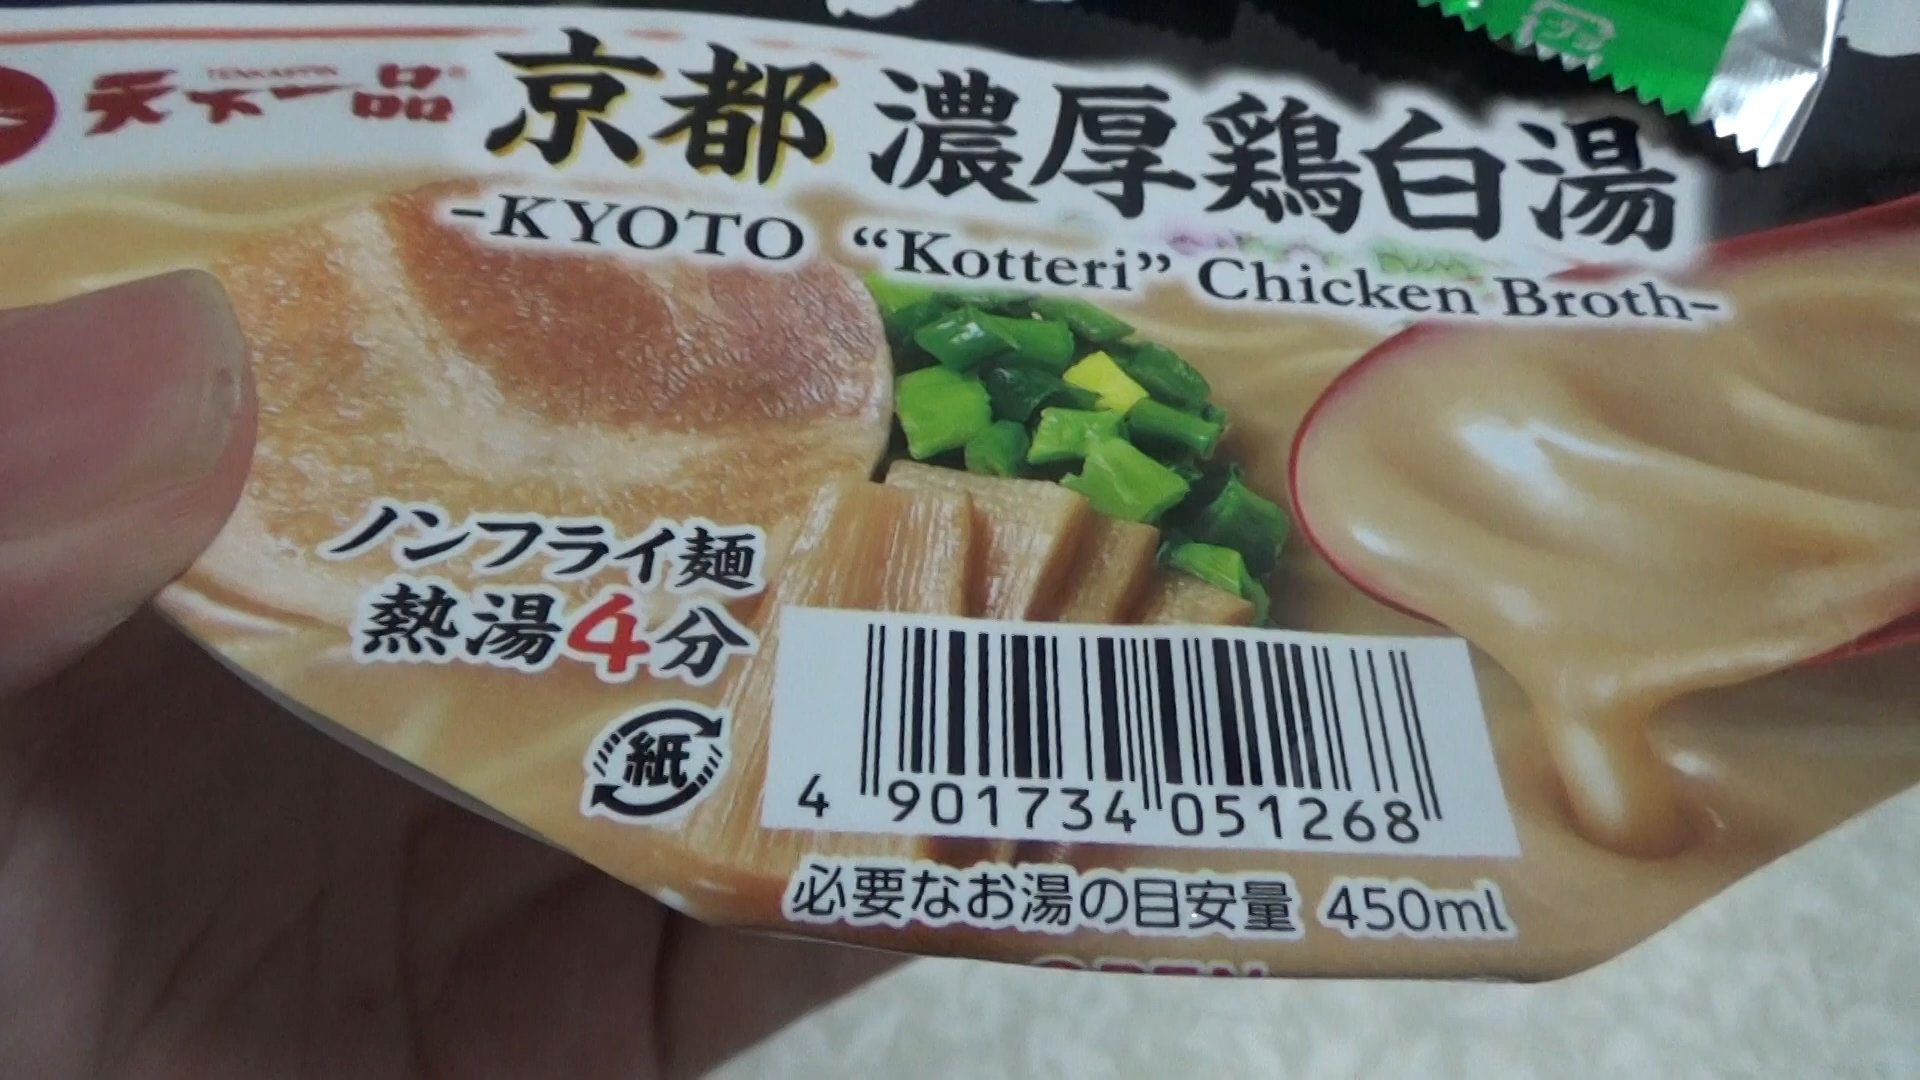 天下一品
TENKAIPPIN
京都 濃厚鶏白湯
-KYOTO “Kotteri” Chicken Broth-
ノンフライ麺
熱湯4分
紙
4 901734 051268
必要なお湯の目安量 450ml
OPEN